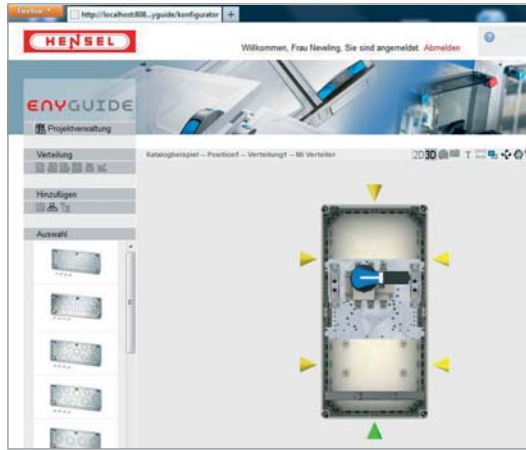 Firefox
http://localhost:808...yguide/konfigurator
HENSEL
Willkommen, Frau Neveling, Sie sind angemeldet. Abmelden
ENYGUIDE
Projektverwaltung
Verteilung
Katalogbeispiel -- Position1 -- Verteilung1 -- Mi Verteiler
2D 3D
T
Hinzufügen
Auswahl